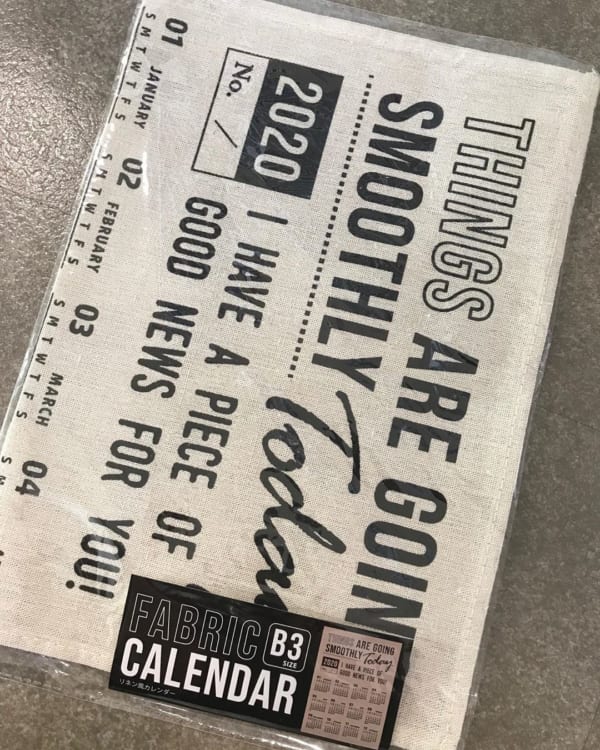 THINGS ARE GOIN
SMOOTHLY Today
2020
No. /
I HAVE A PIECE OF
GOOD NEWS FOR YOU!!
01 JANUARY
S M T W T F S
02 FEBRUARY
S M T W T F S
03 MARCH
S M T W T F S
04
S
FABRIC
CALENDAR
B3
SIZE
リネン風カレンダー
THINGS ARE GOING
SMOOTHLY Today
2020
I HAVE A PIECE OF
GOOD NEWS FOR YOU!!